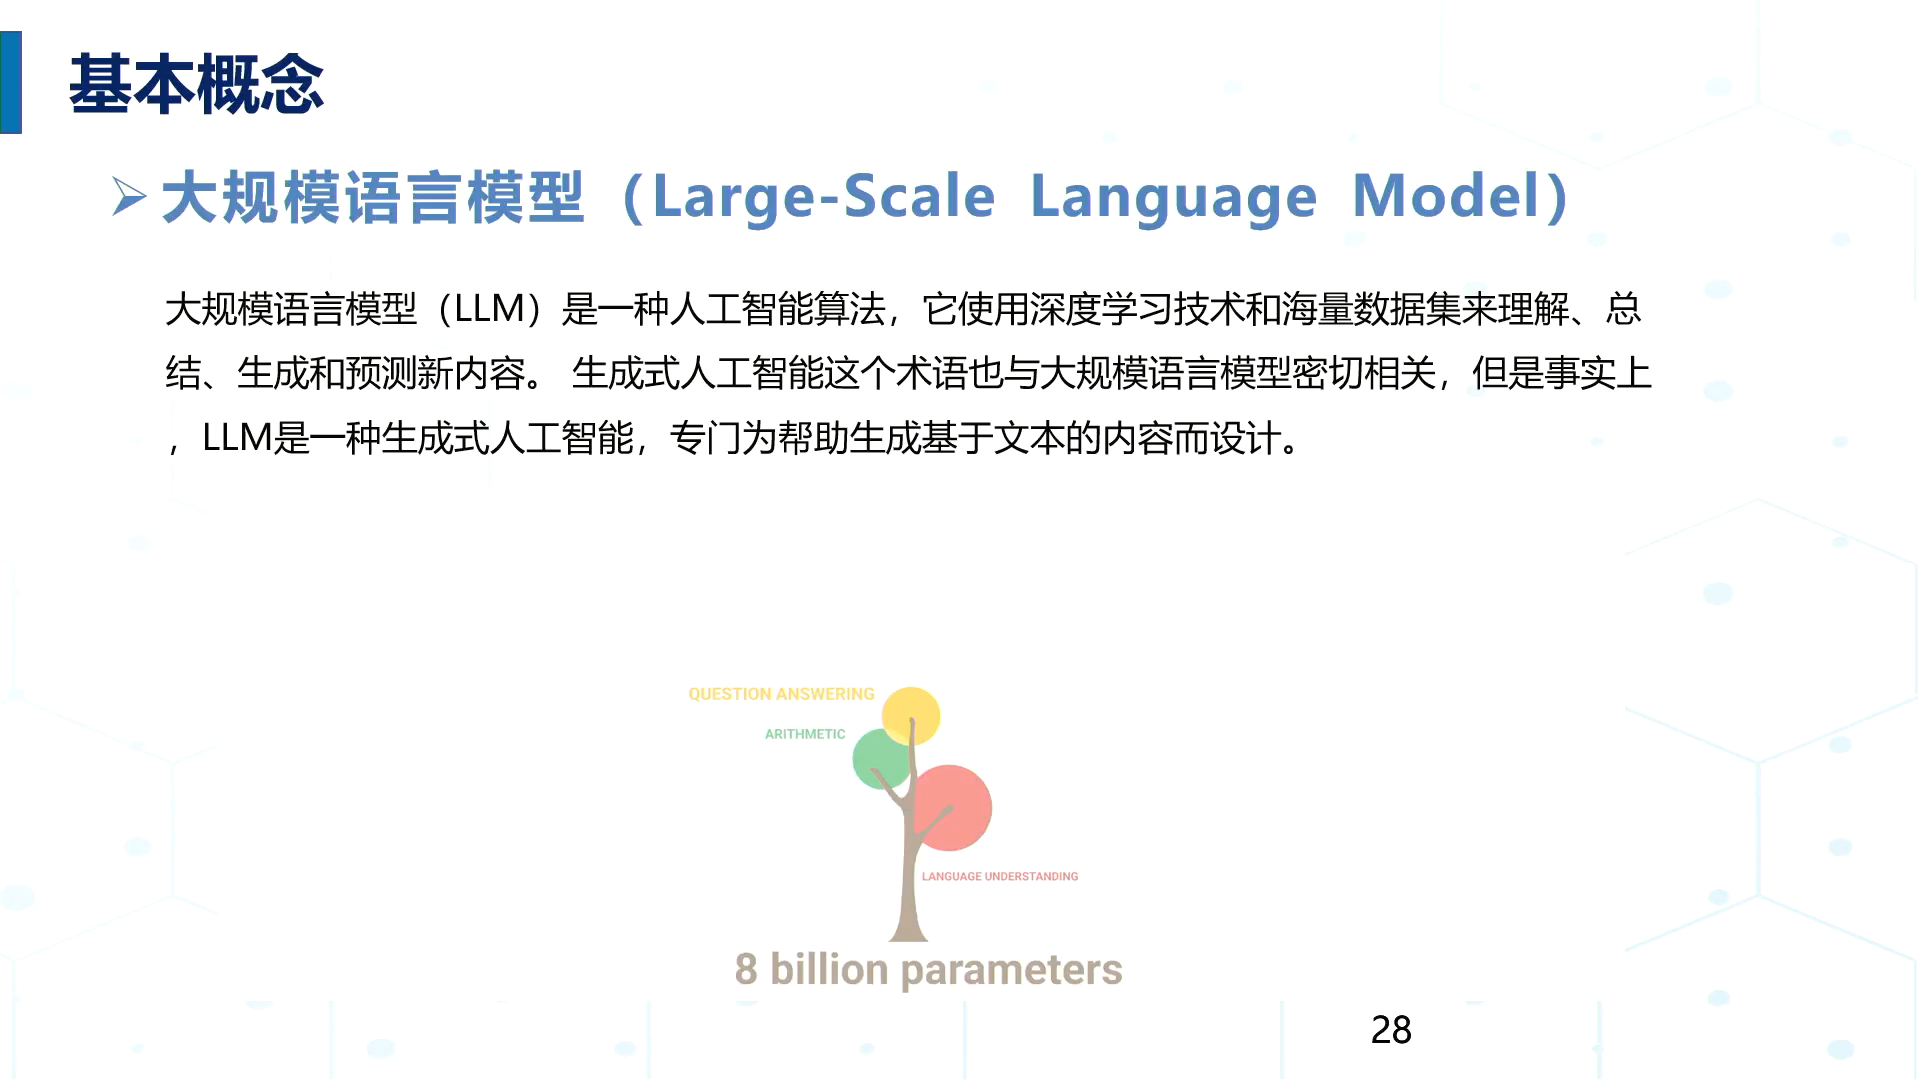 基本概念
大规模语言模型（Large-Scale Language Model）
大规模语言模型（LLM）是一种人工智能算法，它使用深度学习技术和海量数据集来理解、总
结、生成和预测新内容。 生成式人工智能这个术语也与大规模语言模型密切相关，但是事实上
，LLM是一种生成式人工智能，专门为帮助生成基于文本的内容而设计。
QUESTION ANSWERING
ARITHMETIC
LANGUAGE UNDERSTANDING
8 billion parameters
28